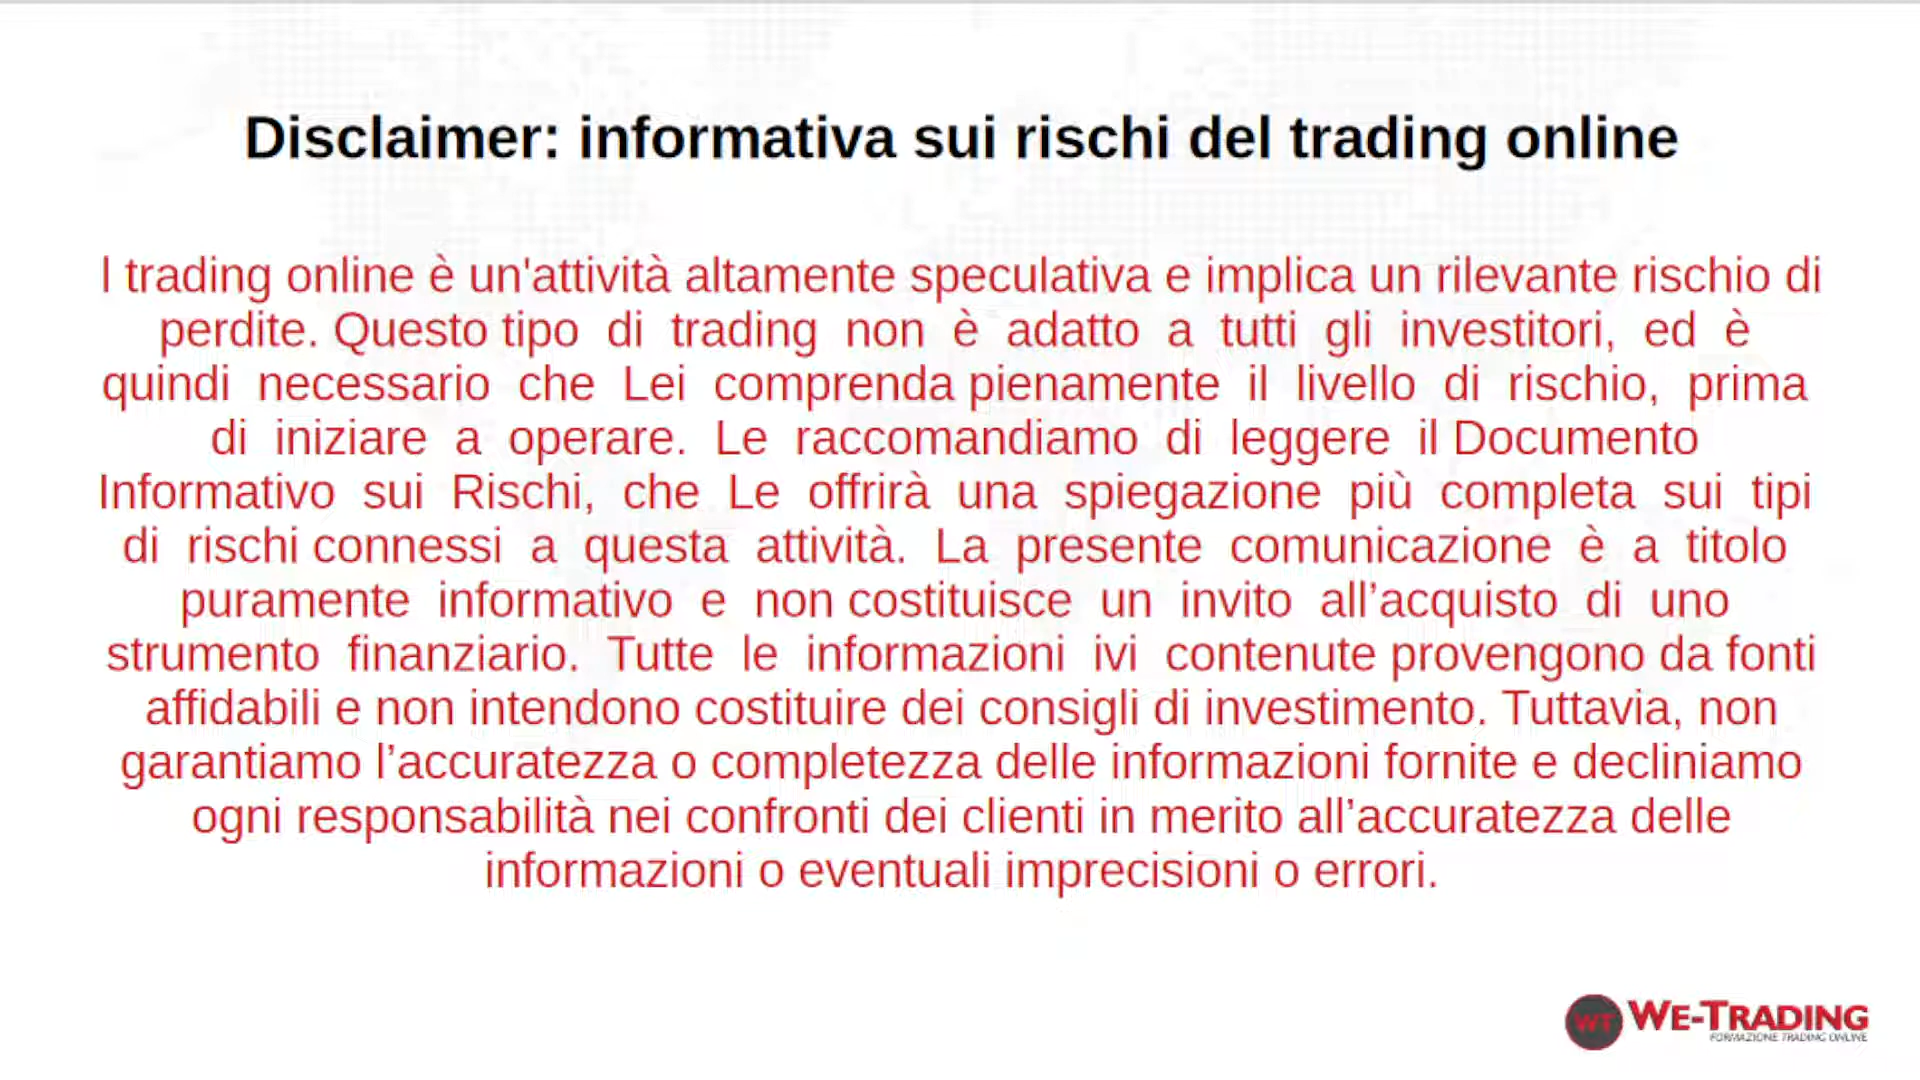 Disclaimer: informativa sui rischi del trading online
l trading online è un'attività altamente speculativa e implica un rilevante rischio di
perdite. Questo tipo di trading non è adatto a tutti gli investitori, ed è
quindi necessario che Lei comprenda pienamente il livello di rischio, prima
di iniziare a operare. Le raccomandiamo di leggere il Documento
Informativo sui Rischi, che Le offrirà una spiegazione più completa sui tipi
di rischi connessi a questa attività. La presente comunicazione è a titolo
puramente informativo e non costituisce un invito all’acquisto di uno
strumento finanziario. Tutte le informazioni ivi contenute provengono da fonti
affidabili e non intendono costituire dei consigli di investimento. Tuttavia, non
garantiamo l’accuratezza o completezza delle informazioni fornite e decliniamo
ogni responsabilità nei confronti dei clienti in merito all’accuratezza delle
informazioni o eventuali imprecisioni o errori.
WT WE-TRADING
FORMAZIONE TRADING ONLINE